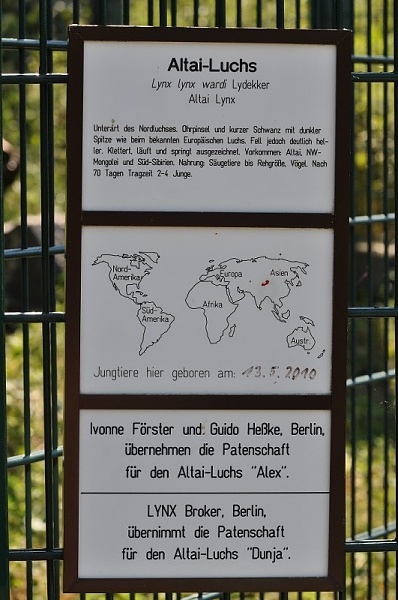 Altai-Luchs
Lynx lynx wardi Lydekker
Altai Lynx
Unterart des Nordluchses. Ohrpinsel und kurzer Schwanz mit dunkler
Spitze wie beim bekannten Europäischen Luchs. Fell jedoch deutlich hel-
ler. Klettert, läuft und springt ausgezeichnet. Vorkommen: Altai, NW-
Mongolei und Süd-Sibirien. Nahrung: Säugetiere bis Rehgröße, Vögel. Nach
70 Tagen Tragzeit 2-4 Junge.
Nord-
Amerika
Europa
Asien
Afrika
Süd-
Amerika
Austr.
Jungtiere hier geboren am: 13.5.2010
Ivonne Förster und Guido Heßke, Berlin,
übernehmen die Patenschaft
für den Altai-Luchs "Alex".
LYNX Broker, Berlin,
übernimmt die Patenschaft
für den Altai-Luchs "Dunja".